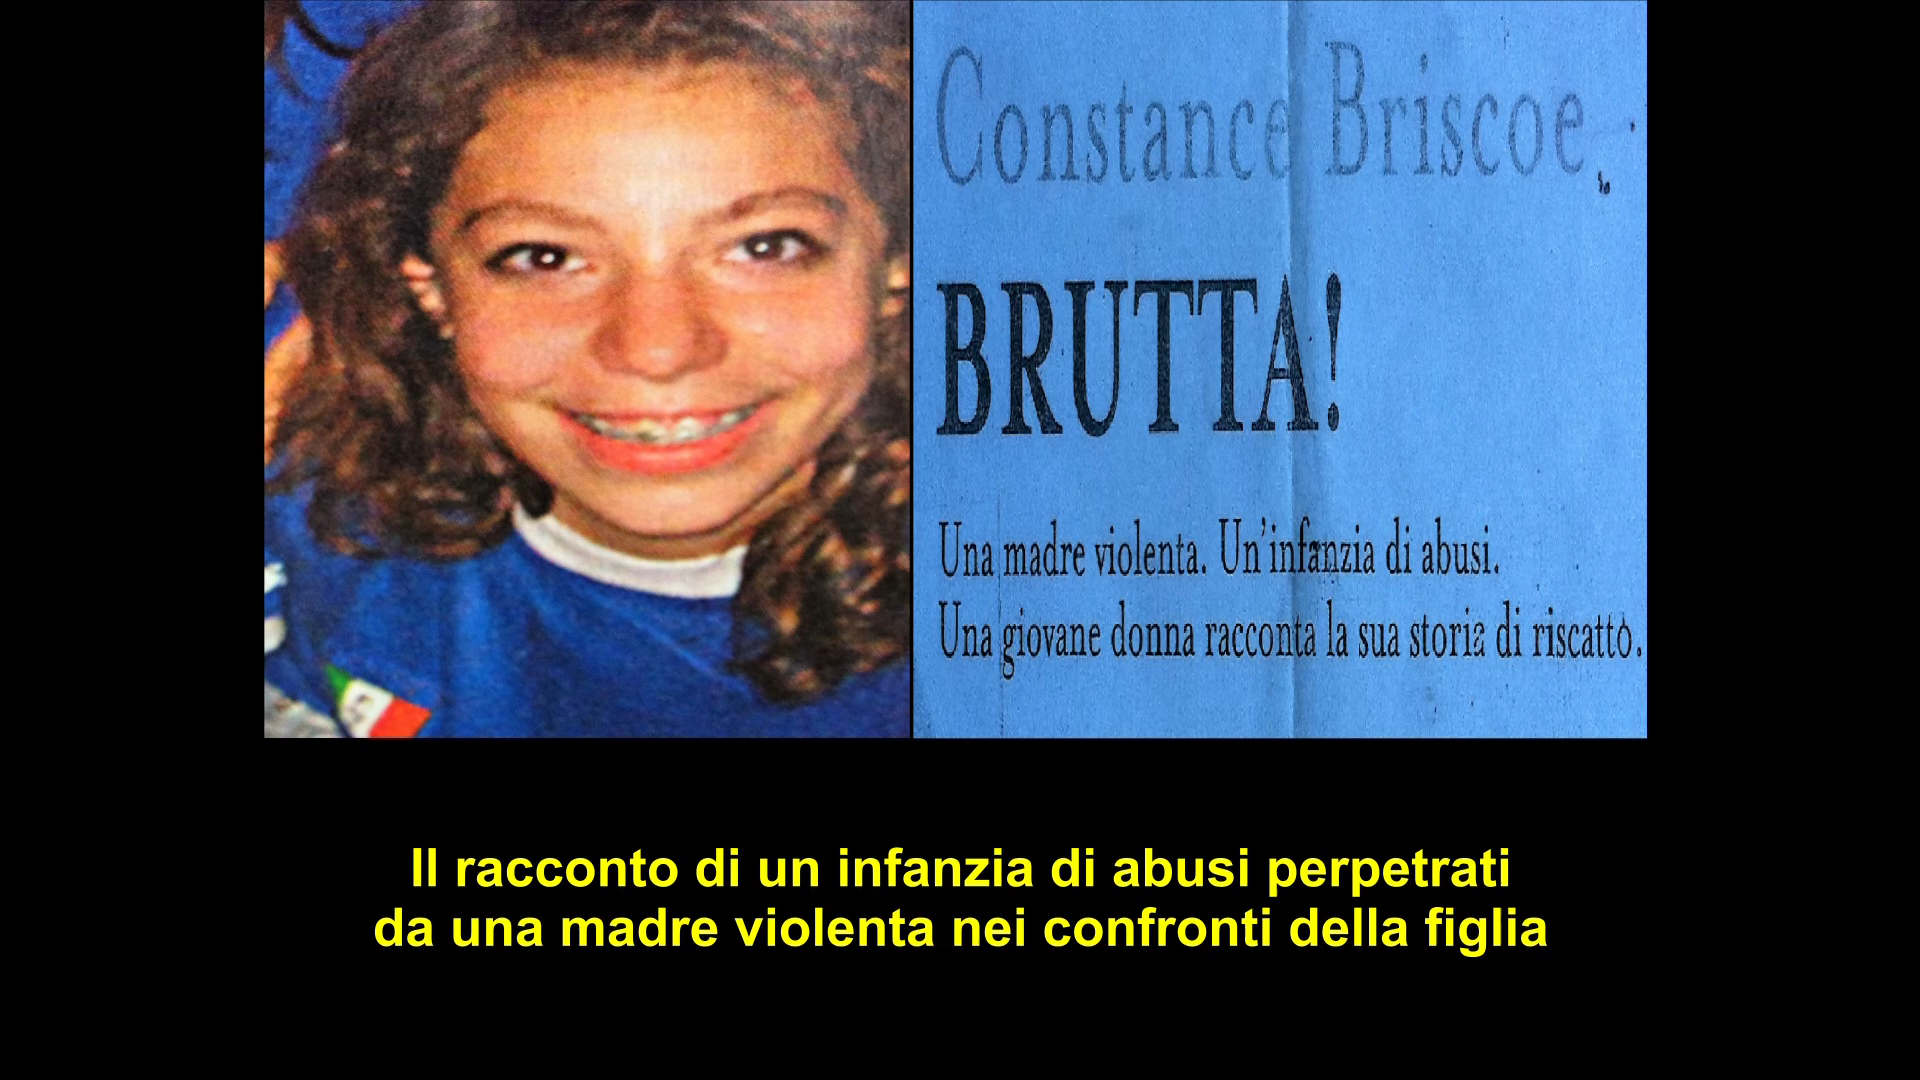 Constance Briscoe
BRUTTA!
Una madre violenta. Un'infanzia di abusi.
Una giovane donna racconta la sua storia di riscatto.
Il racconto di un infanzia di abusi perpetrati
da una madre violenta nei confronti della figlia